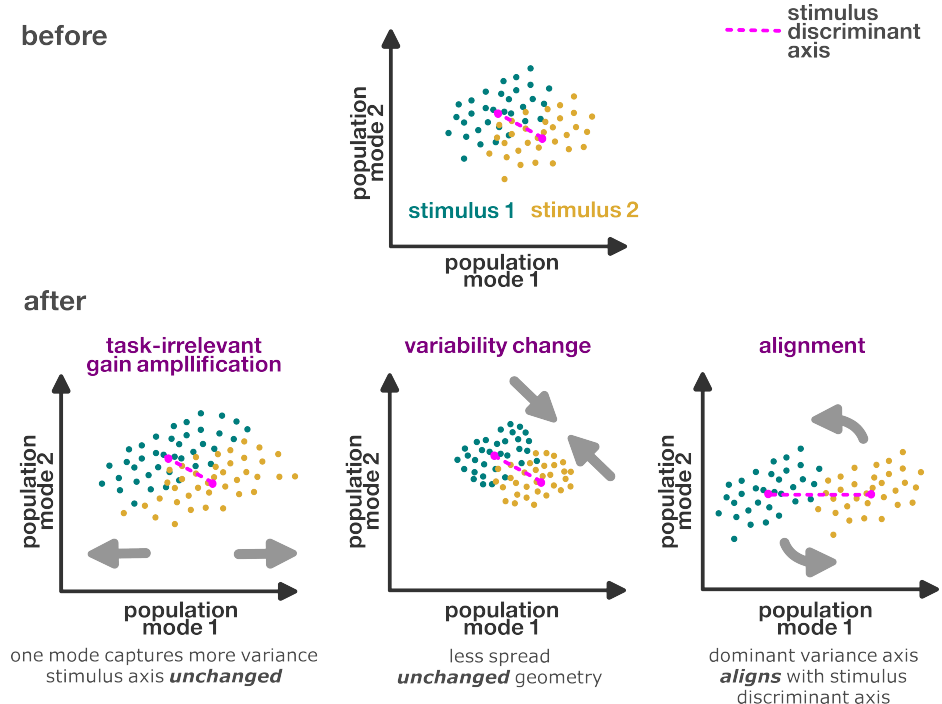 before
stimulus
discriminant
axis
population
mode 2
stimulus 1
stimulus 2
population
mode 1
after
task-irrelevant
gain ampllification
population
mode 2
population
mode 1
one mode captures more variance
stimulus axis unchanged
variability change
population
mode 2
population
mode 1
less spread
unchanged geometry
alignment
population
mode 2
population
mode 1
dominant variance axis
aligns with stimulus
discriminant axis